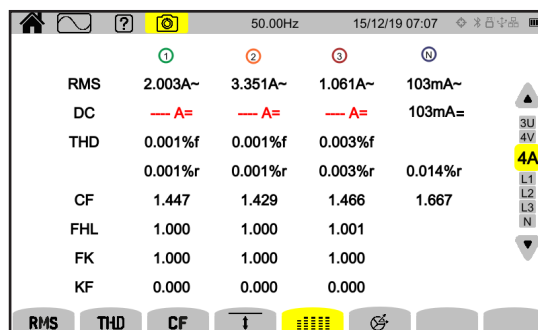 ? 50.00Hz 15/12/19 07:07
1 2 3 N
RMS 2.003A~ 3.351A~ 1.061A~ 103mA~
DC ---- A= ---- A= ---- A= 103mA=
THD 0.001%f 0.001%f 0.003%f
0.001%r 0.001%r 0.003%r 0.014%r
CF 1.447 1.429 1.466 1.667
FHL 1.000 1.000 1.001
FK 1.000 1.000 1.000
KF 0.000 0.000 0.000
3U
4V
4A
L1
L2
L3
N
RMS THD CF